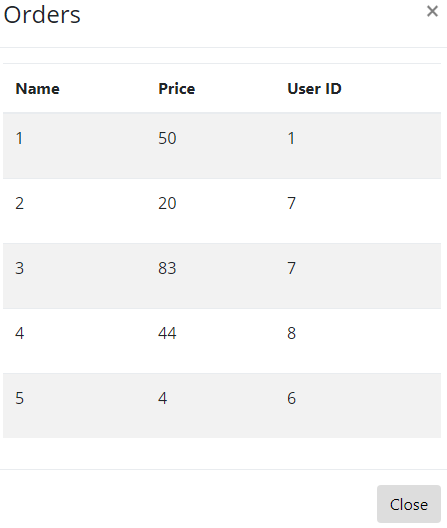 Orders ×
Name Price User ID
1 50 1
2 20 7
3 83 7
4 44 8
5 4 6
Close